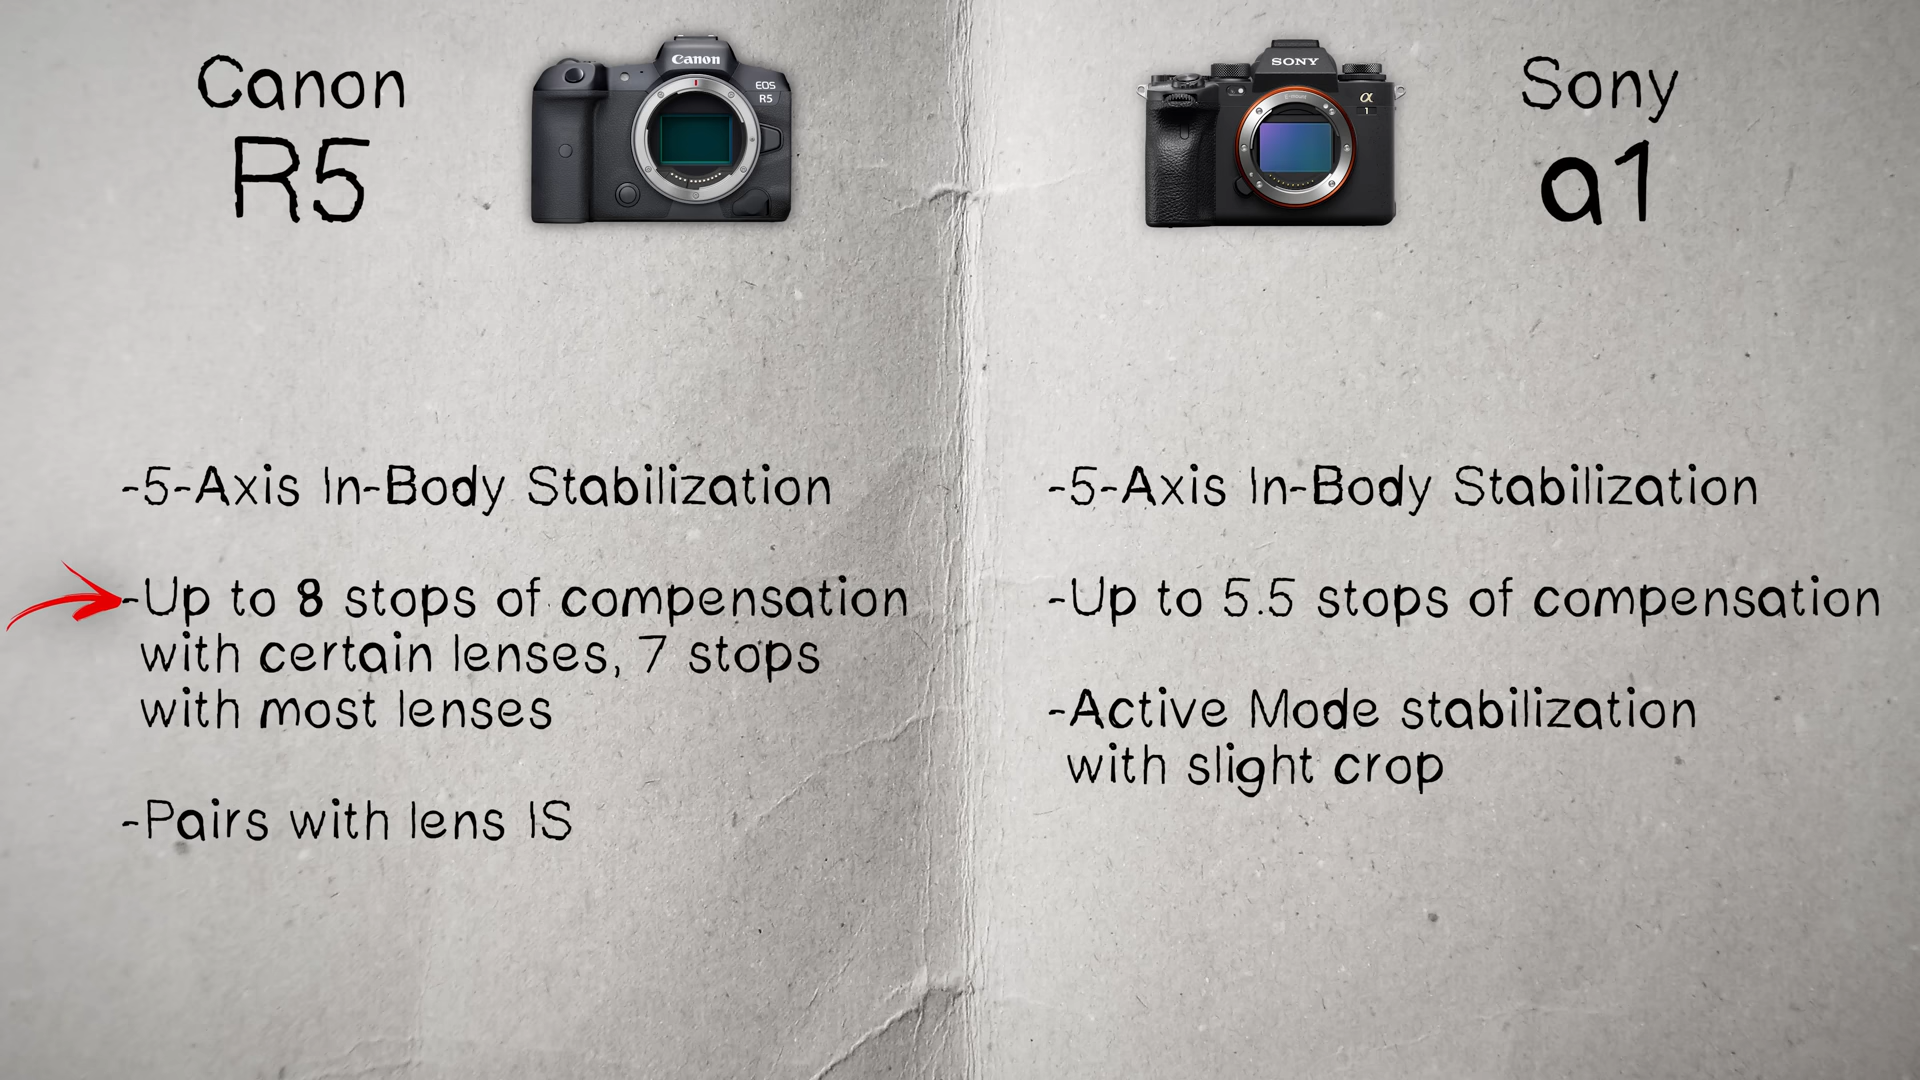 Canon
R5
Canon
EOS
R5
-5-Axis In-Body Stabilization
-Up to 8 stops of compensation
with certain lenses, 7 stops
with most lenses
-Pairs with lens IS
SONY
α
1
Sony
a1
-5-Axis In-Body Stabilization
-Up to 5.5 stops of compensation
-Active Mode stabilization
with slight crop